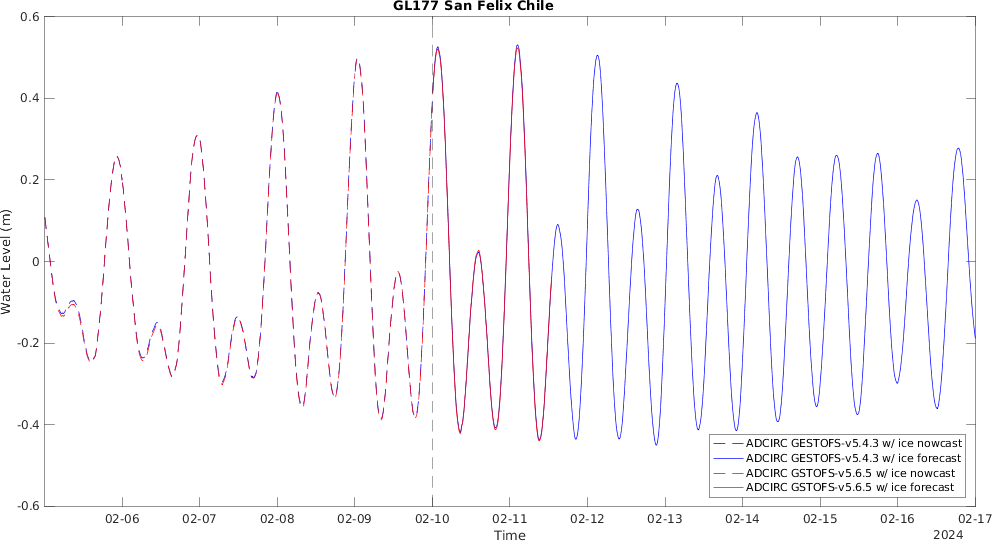 GL177 San Felix Chile
0.6
0.4
0.2
0
-0.2
-0.4
-0.6
Water Level (m)
ADCIRC GESTOFS-v5.4.3 w/ ice nowcast
ADCIRC GESTOFS-v5.4.3 w/ ice forecast
ADCIRC GSTOFS-v5.6.5 w/ ice nowcast
ADCIRC GSTOFS-v5.6.5 w/ ice forecast
02-06 02-07 02-08 02-09 02-10 02-11 02-12 02-13 02-14 02-15 02-16 02-17
Time
2024